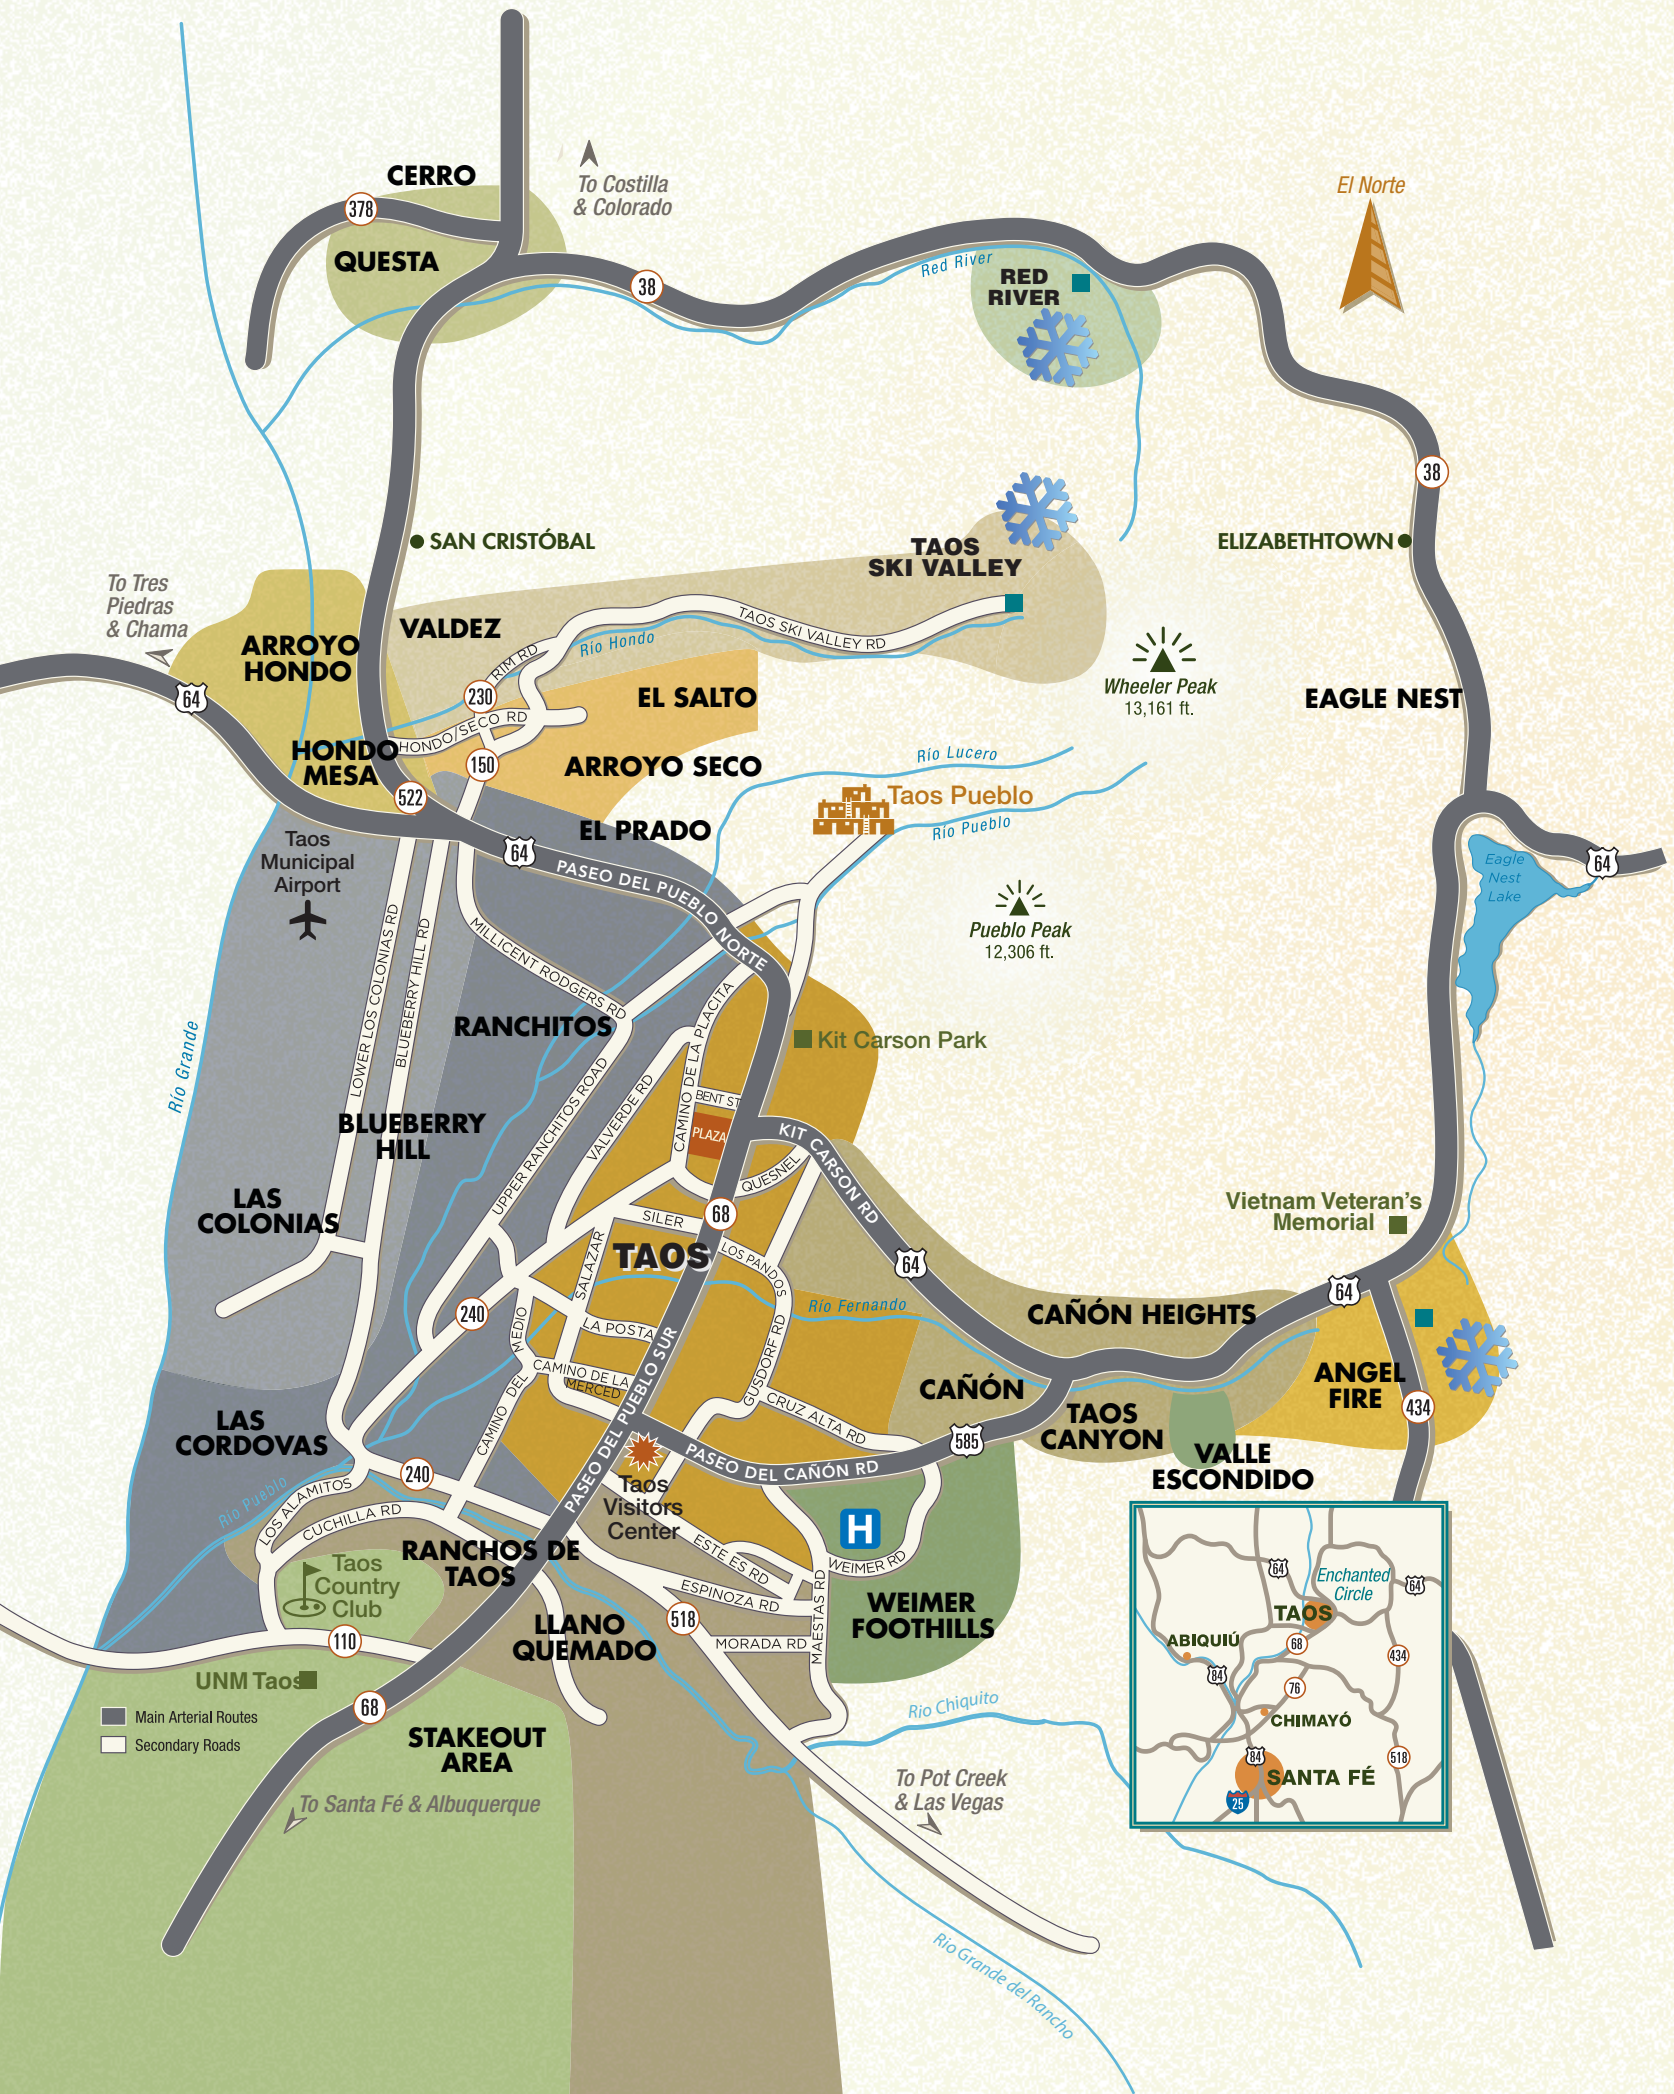 CERRO
378
QUESTA
To Costilla
& Colorado
38
Red River
RED
RIVER
El Norte
38
SAN CRISTÓBAL
ELIZABETHTOWN
TAOS
SKI VALLEY
To Tres
Piedras
& Chama
ARROYO
HONDO
VALDEZ
TAOS SKI VALLEY RD
Río Hondo
RIM RD
230
64
EL SALTO
Wheeler Peak
13,161 ft.
EAGLE NEST
HONDO/SECO RD
HONDO
MESA
150
ARROYO SECO
Río Lucero
522
Taos Pueblo
Río Pueblo
EL PRADO
Taos
Municipal
Airport
64
PASEO DEL PUEBLO NORTE
64
Eagle
Nest
Lake
Pueblo Peak
12,306 ft.
LOWER LOS COLONIAS RD
BLUEBERRY HILL RD
MILLICENT RODGERS RD
RANCHITOS
CAMINO DE LA PLACITA
Kit Carson Park
Río Grande
UPPER RANCHITOS ROAD
VALVERDE RD
BENT ST
PLAZA
BLUEBERRY
HILL
KIT CARSON RD
QUESNEL
LAS
COLONIAS
SILER
68
Vietnam Veteran's
Memorial
TAOS
LOS PANDOS
SALAZAR
64
64
240
Río Fernando
CAÑÓN HEIGHTS
LA POSTA
CAMINO DEL MEDIO
CAMINO DE LA
MERCED
PASEO DEL PUEBLO SUR
GUSDORF RD
CRUZ ALTA RD
CAÑÓN
ANGEL
FIRE
434
LAS
CORDOVAS
TAOS
CANYON
585
PASEO DEL CAÑÓN RD
VALLE
ESCONDIDO
240
Taos
Visitors
Center
Río Pueblo
LOS ALAMITOS
CUCHILLA RD
H
RANCHOS DE
TAOS
ESTE ES RD
WEIMER RD
Taos
Country
Club
ESPINOZA RD
MAESTAS RD
WEIMER
FOOTHILLS
518
LLANO
QUEMADO
MORADA RD
110
UNM Taos
68
Main Arterial Routes
Secondary Roads
STAKEOUT
AREA
Rio Chiquito
To Santa Fé & Albuquerque
To Pot Creek
& Las Vegas
Rio Grande del Rancho
64
Enchanted
Circle
64
TAOS
ABIQUIÚ
68
434
84
76
CHIMAYÓ
84
518
SANTA FÉ
25